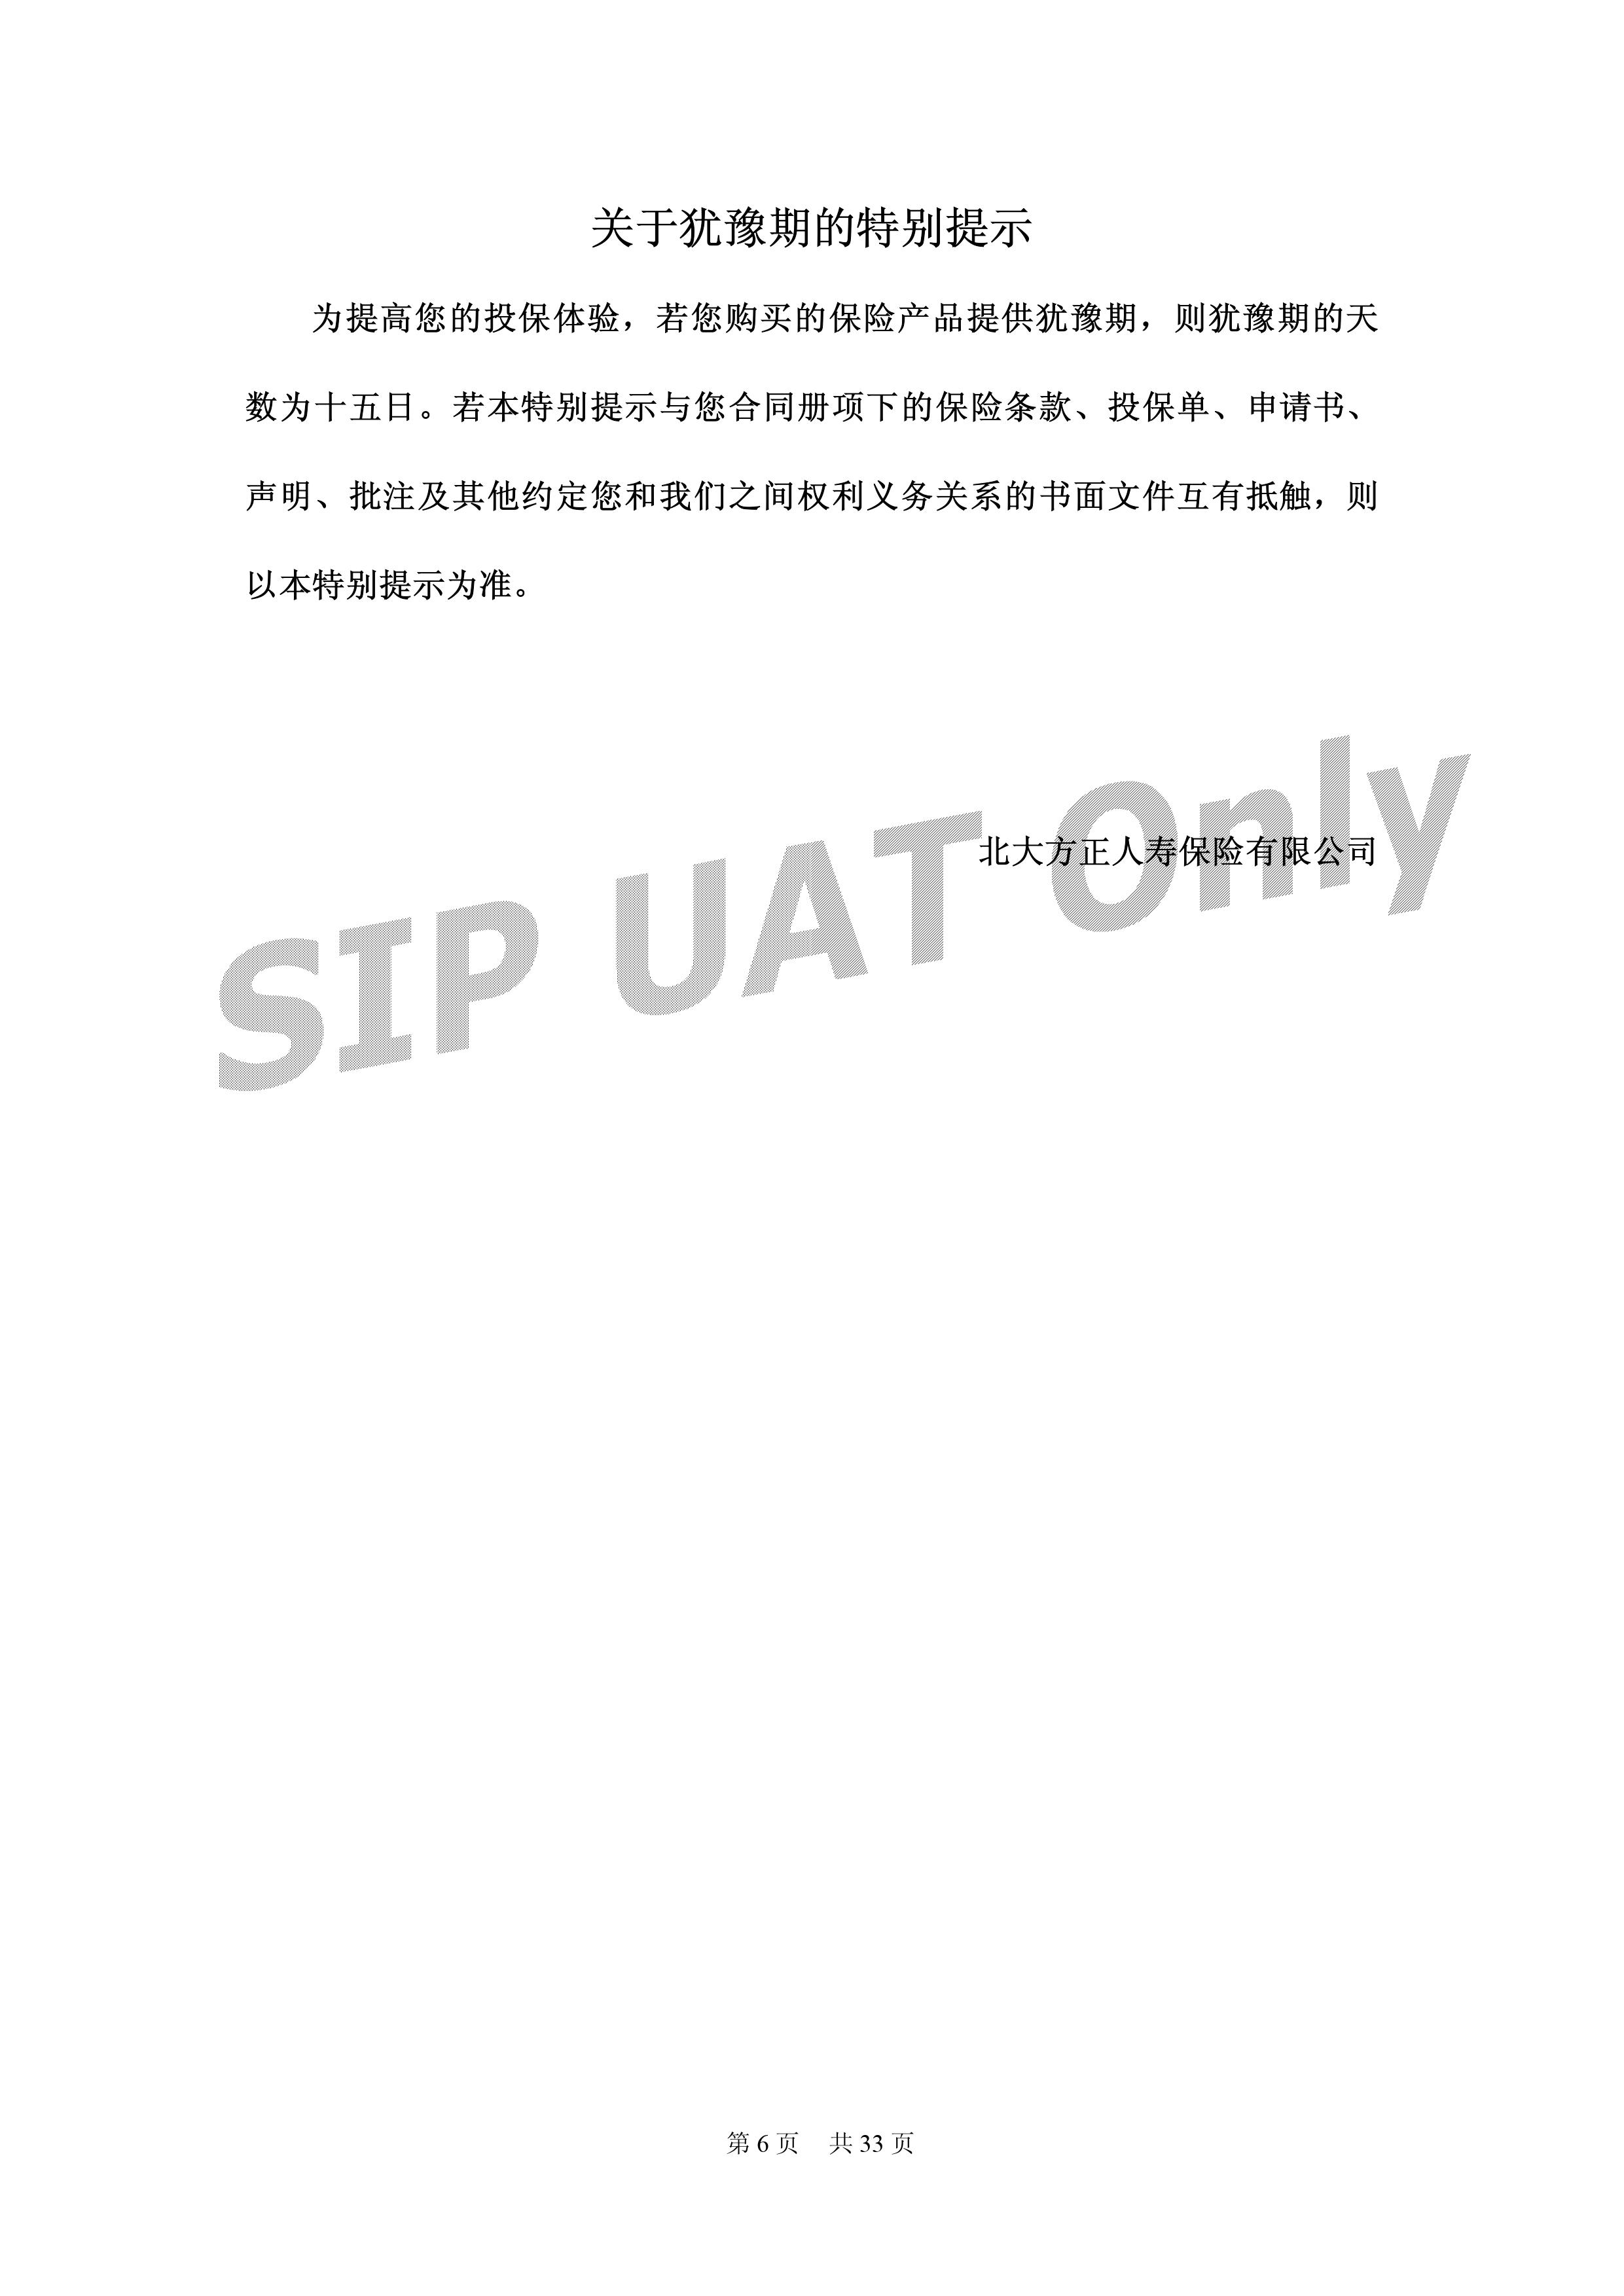 关于犹豫期的特别提示
为提高您的投保体验，若您购买的保险产品提供犹豫期，则犹豫期的天
数为十五日。若本特别提示与您合同册项下的保险条款、投保单、申请书、
声明、批注及其他约定您和我们之间权利义务关系的书面文件互有抵触，则
以本特别提示为准。
北大方正人寿保险有限公司
SIP UAT Only
第 6 页 共 33 页